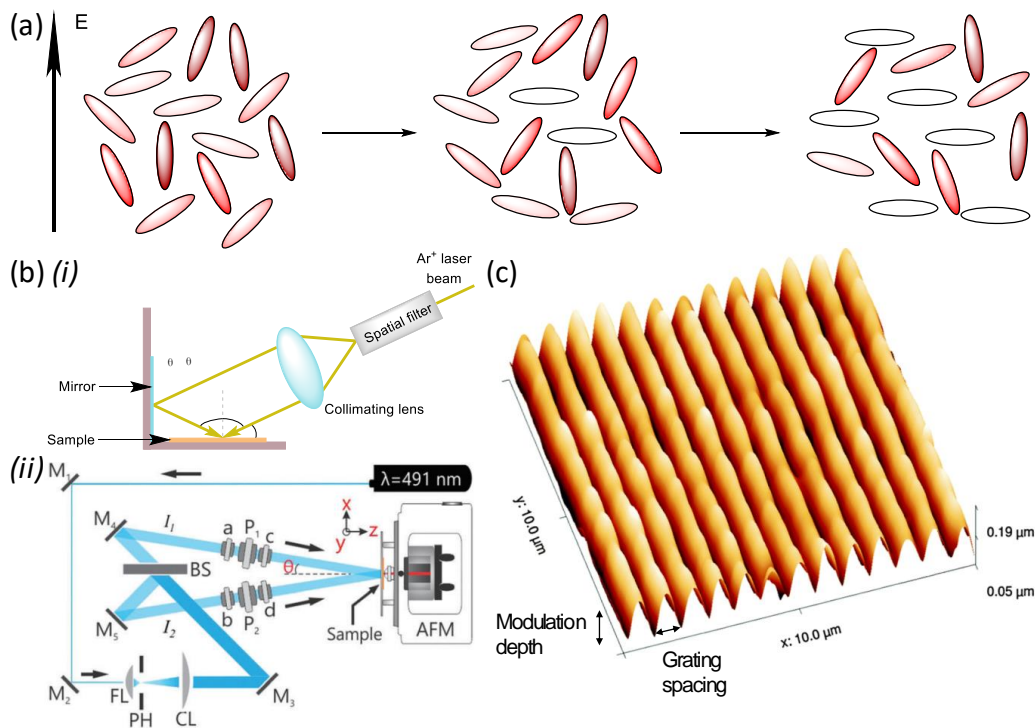 (a)
E
(b) (i)
Ar⁺ laser
beam
Spatial filter
θ θ
Mirror
Collimating lens
Sample
(ii)
M₁
λ=491 nm
M₄
I₁
a
P₁
c
x
z
y
BS
θ
b
P₂
d
M₅
I₂
Sample
AFM
M₂
FL
PH
CL
M₃
(c)
y: 10.0 µm
0.19 µm
0.05 µm
x: 10.0 µm
Modulation
depth
Grating
spacing